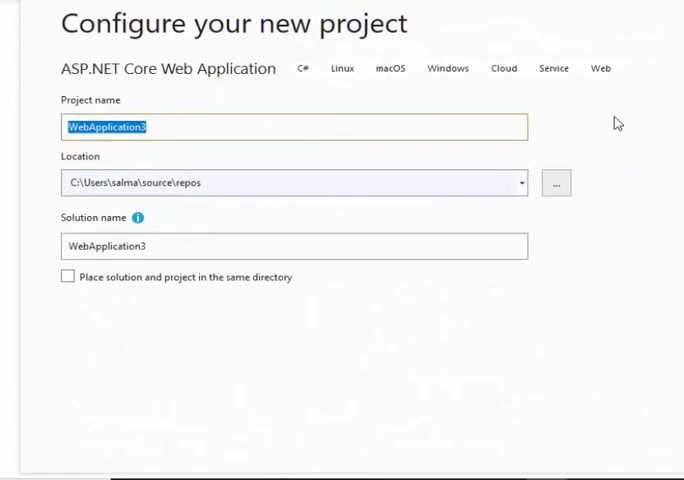 Configure your new project
ASP.NET Core Web Application C# Linux macOS Windows Cloud Service Web
Project name
WebApplication3
Location
C:\Users\salma\source\repos
...
Solution name
WebApplication3
Place solution and project in the same directory